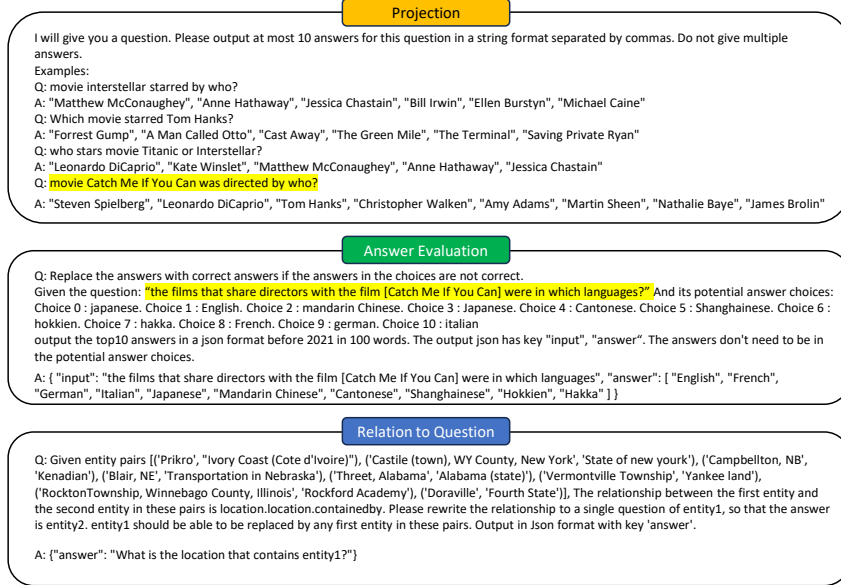 Projection
I will give you a question. Please output at most 10 answers for this question in a string format separated by commas. Do not give multiple
answers.
Examples:
Q: movie interstellar starred by who?
A: "Matthew McConaughey", "Anne Hathaway", "Jessica Chastain", "Bill Irwin", "Ellen Burstyn", "Michael Caine"
Q: Which movie starred Tom Hanks?
A: "Forrest Gump", "A Man Called Otto", "Cast Away", "The Green Mile", "The Terminal", "Saving Private Ryan"
Q: who stars movie Titanic or Interstellar?
A: "Leonardo DiCaprio", "Kate Winslet", "Matthew McConaughey", "Anne Hathaway", "Jessica Chastain"
Q: movie Catch Me If You Can was directed by who?
A: "Steven Spielberg", "Leonardo DiCaprio", "Tom Hanks", "Christopher Walken", "Amy Adams", "Martin Sheen", "Nathalie Baye", "James Brolin"
Answer Evaluation
Q: Replace the answers with correct answers if the answers in the choices are not correct.
Given the question: “the films that share directors with the film [Catch Me If You Can] were in which languages?” And its potential answer choices:
Choice 0 : japanese. Choice 1 : English. Choice 2 : mandarin Chinese. Choice 3 : Japanese. Choice 4 : Cantonese. Choice 5 : Shanghainese. Choice 6 :
hokkien. Choice 7 : hakka. Choice 8 : French. Choice 9 : german. Choice 10 : italian
output the top10 answers in a json format before 2021 in 100 words. The output json has key "input", "answer“. The answers don't need to be in
the potential answer choices.
A: { "input": "the films that share directors with the film [Catch Me If You Can] were in which languages", "answer": [ "English", "French",
"German", "Italian", "Japanese", "Mandarin Chinese", "Cantonese", "Shanghainese", "Hokkien", "Hakka" ] }
Relation to Question
Q: Given entity pairs [('Prikro', "Ivory Coast (Cote d'Ivoire)"), ('Castile (town), WY County, New York', 'State of new yourk'), ('Campbellton, NB',
'Kenadian'), ('Blair, NE', 'Transportation in Nebraska'), ('Threet, Alabama', 'Alabama (state)'), ('Vermontville Township', 'Yankee land'),
('RocktonTownship, Winnebago County, Illinois', 'Rockford Academy'), ('Doraville', 'Fourth State')], The relationship between the first entity and
the second entity in these pairs is location.location.containedby. Please rewrite the relationship to a single question of entity1, so that the answer
is entity2. entity1 should be able to be replaced by any first entity in these pairs. Output in Json format with key 'answer'.
A: {"answer": "What is the location that contains entity1?"}